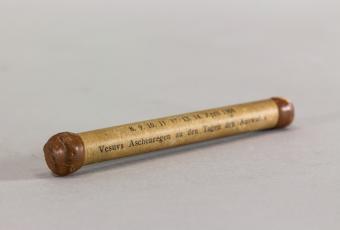 8. 9. 10. 11. 12. 13. 14. April 1906
Vesuvs Aschenregen an den Tagen des